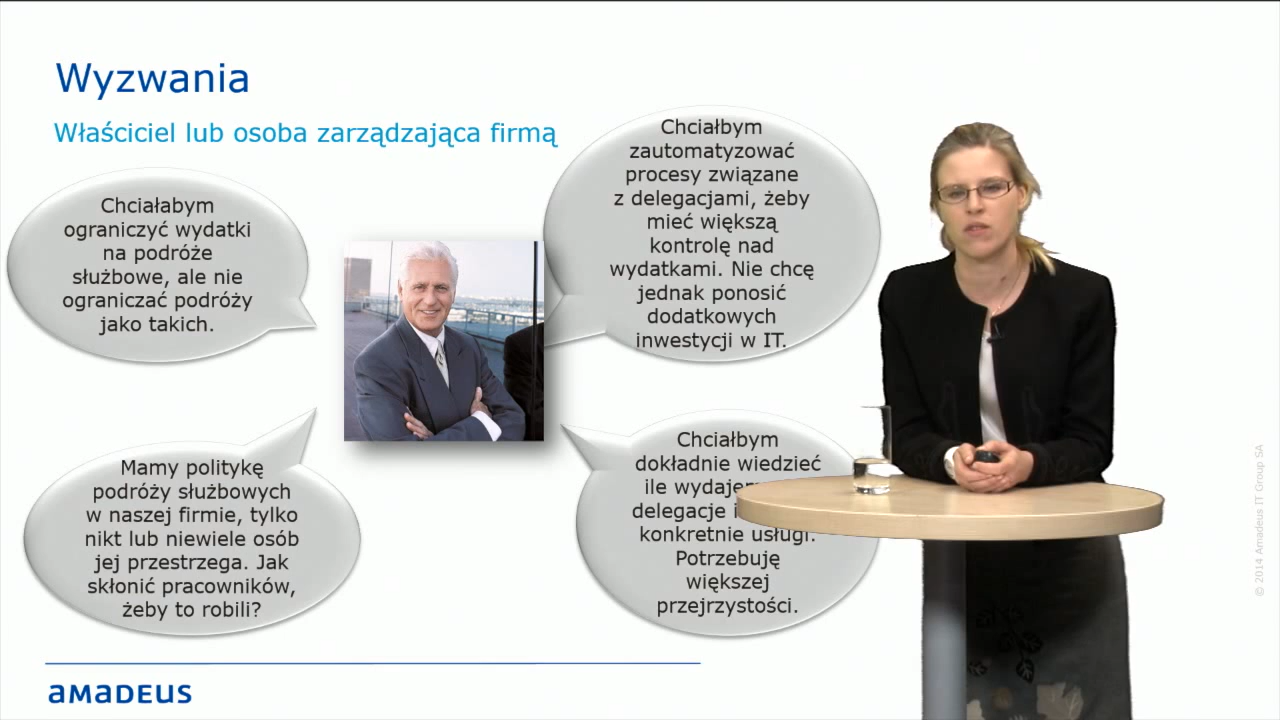 Wyzwania
Właściciel lub osoba zarządzająca firmą
Chciałabym
ograniczyć wydatki
na podróże
służbowe, ale nie
ograniczać podróży
jako takich.
Chciałbym
zautomatyzować
procesy związane
z delegacjami, żeby
mieć większą
kontrolę nad
wydatkami. Nie chcę
jednak ponosić
dodatkowych
inwestycji w IT.
Mamy politykę
podróży służbowych
w naszej firmie, tylko
nikt lub niewiele osób
jej przestrzega. Jak
skłonić pracowników,
żeby to robili?
Chciałbym
dokładnie wiedzieć
ile
delegacje
konkretnie usługi.
Potrzebuję
większej
przejrzystości.
© 2014 Amadeus IT Group SA
aMaDEUS